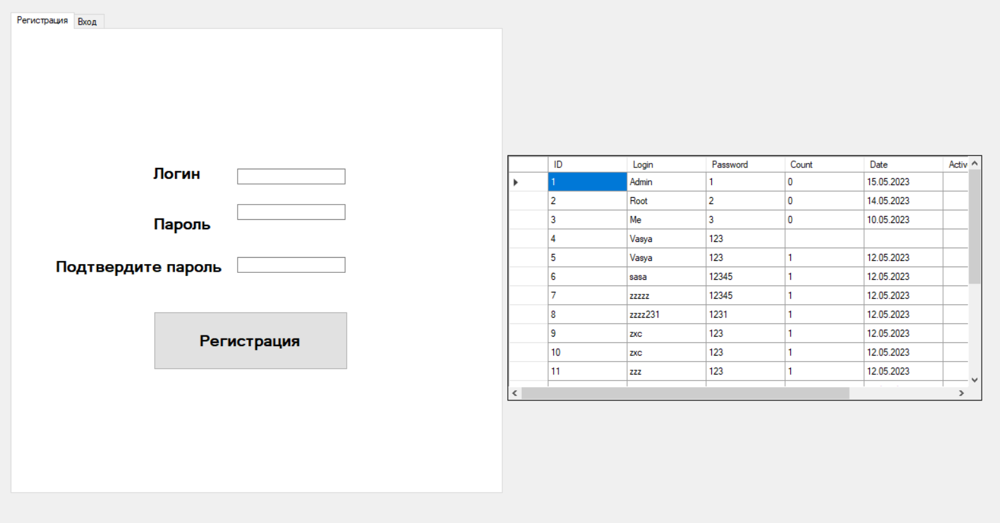 Регистрация Вход
Логин
Пароль
Подтвердите пароль
Регистрация
ID Login Password Count Date Activ
1 Admin 1 0 15.05.2023
2 Root 2 0 14.05.2023
3 Me 3 0 10.05.2023
4 Vasya 123
5 Vasya 123 1 12.05.2023
6 sasa 12345 1 12.05.2023
7 zzzzz 12345 1 12.05.2023
8 zzzz231 1231 1 12.05.2023
9 zxc 123 1 12.05.2023
10 zxc 123 1 12.05.2023
11 zzz 123 1 12.05.2023